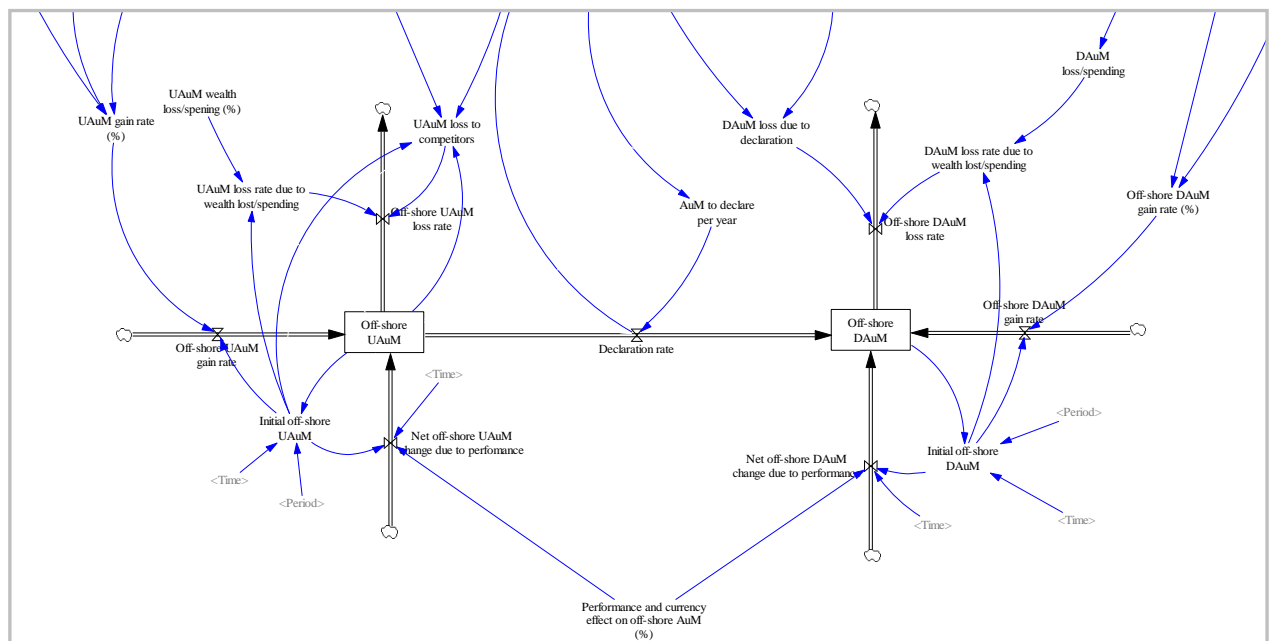 DAuM
loss/spending
UAuM wealth
loss/spening (%)
UAuM gain rate
(%)
UAuM loss to
competitors
DAuM loss due to
declaration
DAuM loss rate due to
wealth lost/spending
UAuM loss rate due to
wealth lost/spending
AuM to declare
per year
Off-shore DAuM
gain rate (%)
Off-shore UAuM
loss rate
Off-shore DAuM
loss rate
Off-shore
UAuM
Off-shore
DAuM
Off-shore DAuM
gain rate
Off-shore UAuM
gain rate
Declaration rate
<Time>
Initial off-shore
UAuM
<Period>
Net off-shore UAuM
change due to perfomance
Initial off-shore
DAuM
Net off-shore DAuM
change due to performance
<Time>
<Period>
<Time>
<Time>
Performance and currency
effect on off-shore AuM
(%)